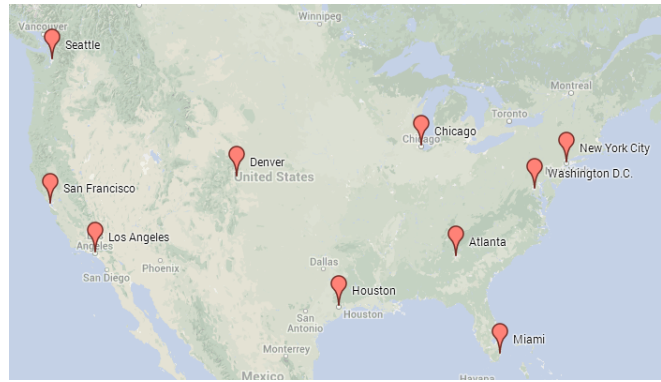 Winnipeg
Vancouver
Seattle
Montreal
Toronto
Chicago
Chicago
New York City
Denver
United States
Washington D.C.
San Francisco
Los Angeles
Angeles
Atlanta
San Diego
Phoenix
Dallas
Houston
Houston
San
Antonio
Monterrey
Miami
Mexico
Havana